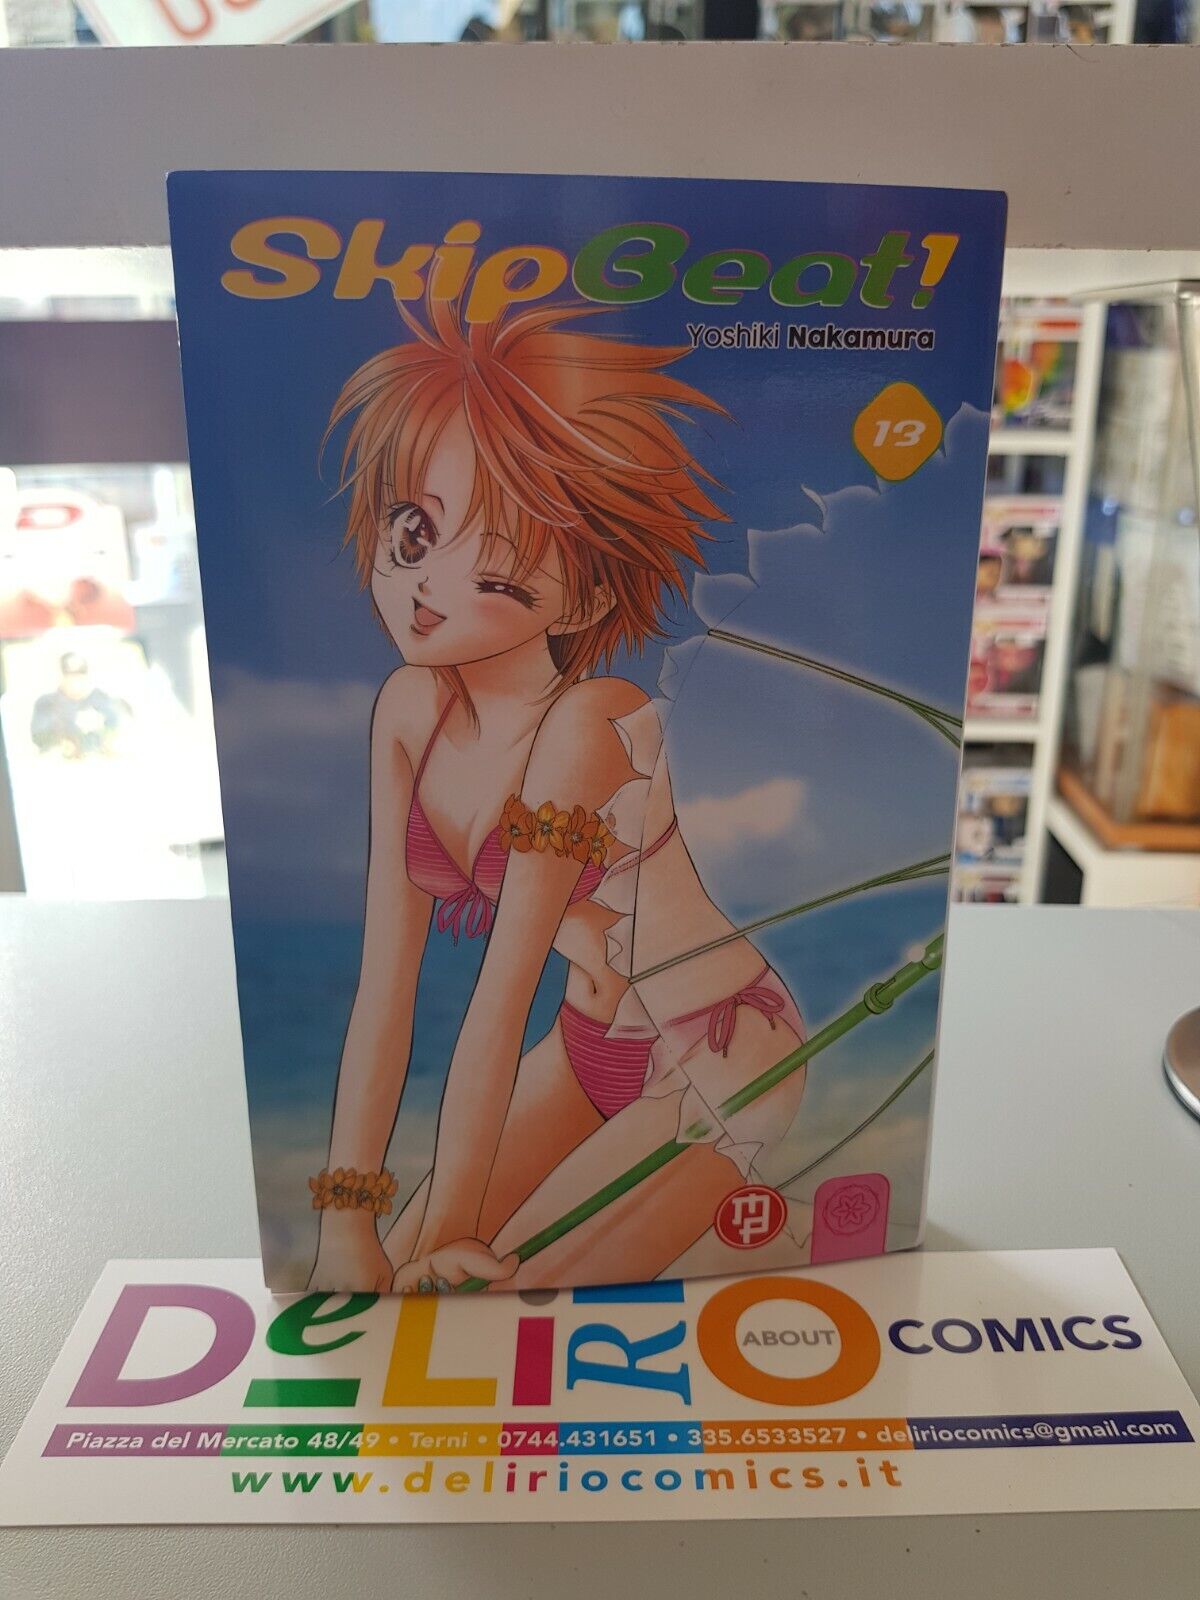 SkipBeat!
Yoshiki Nakamura
13
MP
DeLiRiO ABOUT COMICS
Piazza del Mercato 48/49 • Terni • 0744.431651 • 335.6533527 • deliriocomics@gmail.com
www.deliriocomics.it